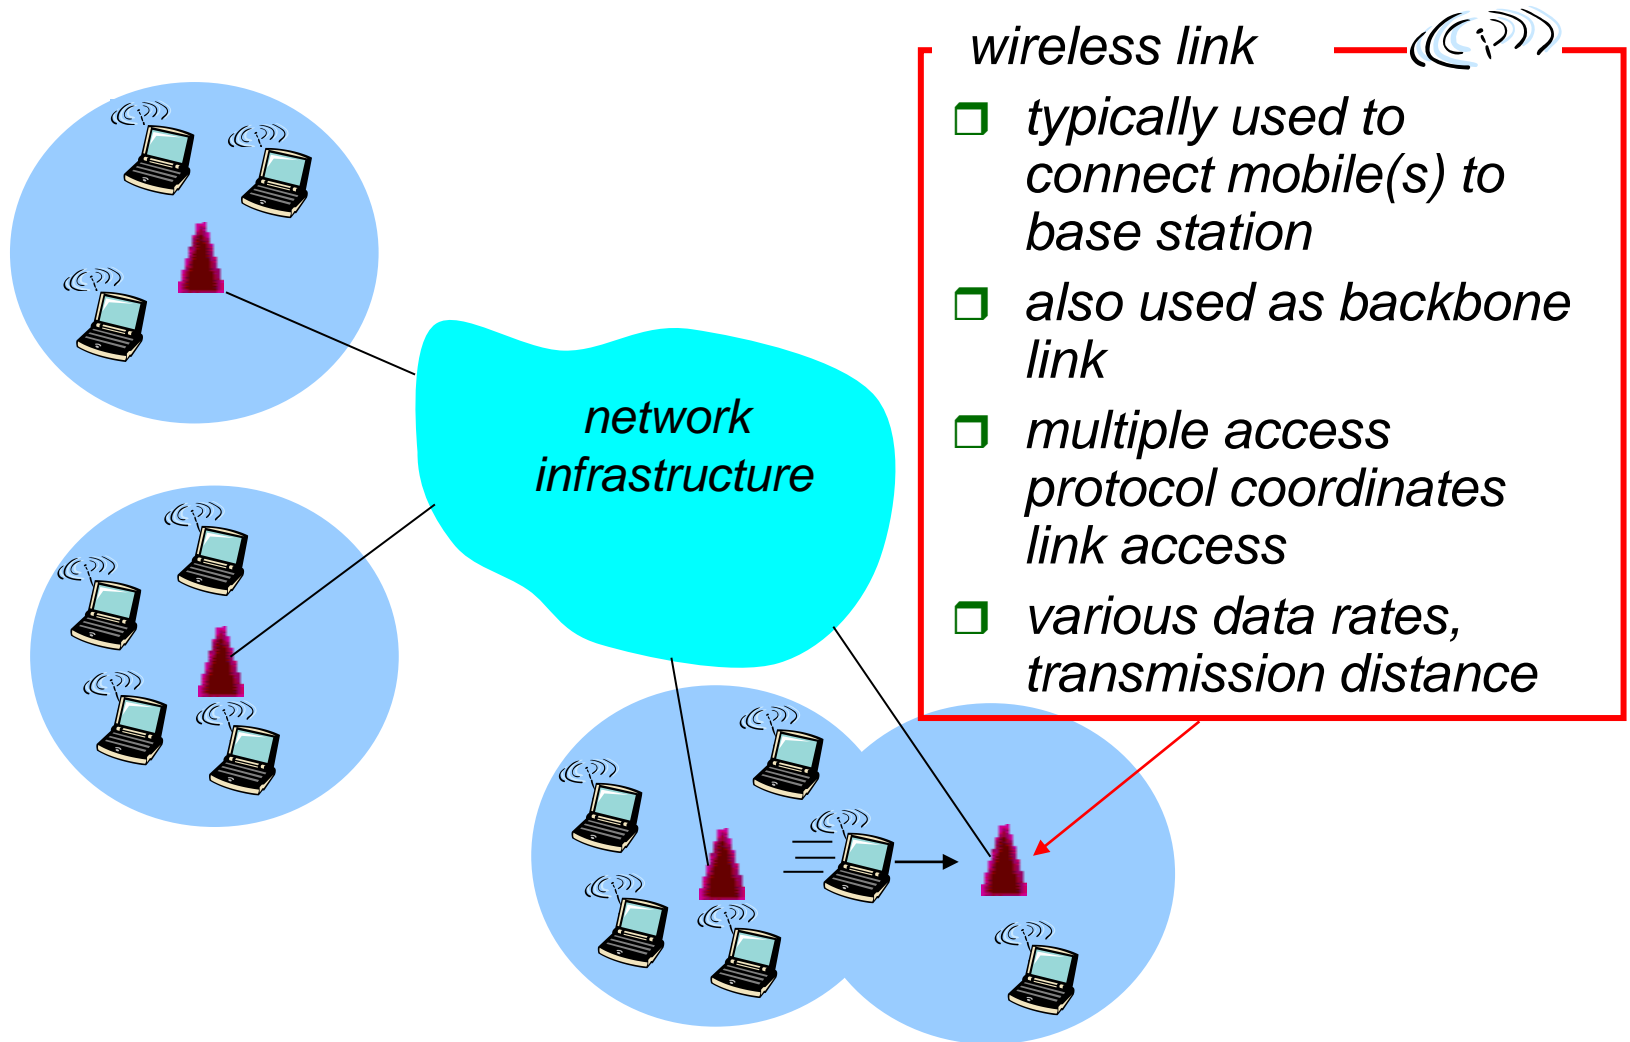 wireless link
typically used to
connect mobile(s) to
base station
also used as backbone
link
multiple access
protocol coordinates
link access
various data rates,
transmission distance
network
infrastructure